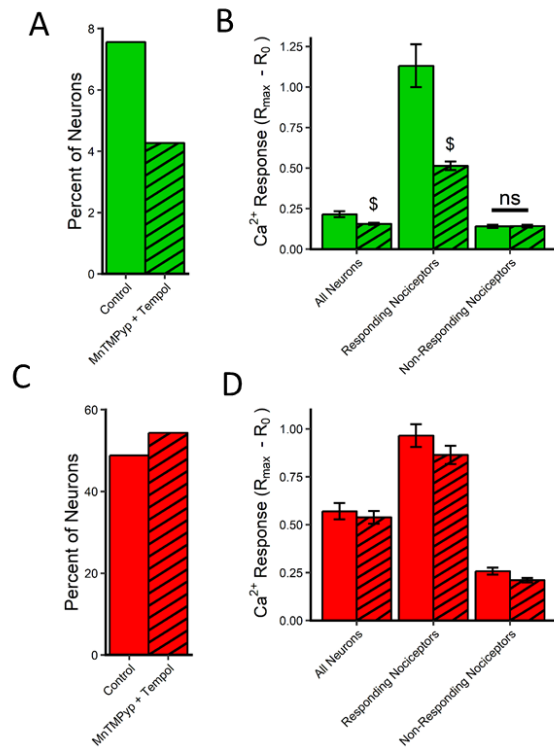 A
Percent of Neurons
8
6
4
2
0
Control
MnTMPyp + Tempol
B
Ca2+ Response (Rmax - R0 )
1.25
1.00
0.75
0.50
0.25
0.00
$
$
ns
All Neurons
Responding Nociceptors
Non-Responding Nociceptors
C
Percent of Neurons
60
40
20
0
Control
MnTMPyp + Tempol
D
Ca2+ Response (Rmax - R0 )
1.00
0.75
0.50
0.25
0.00
All Neurons
Responding Nociceptors
Non-Responding Nociceptors